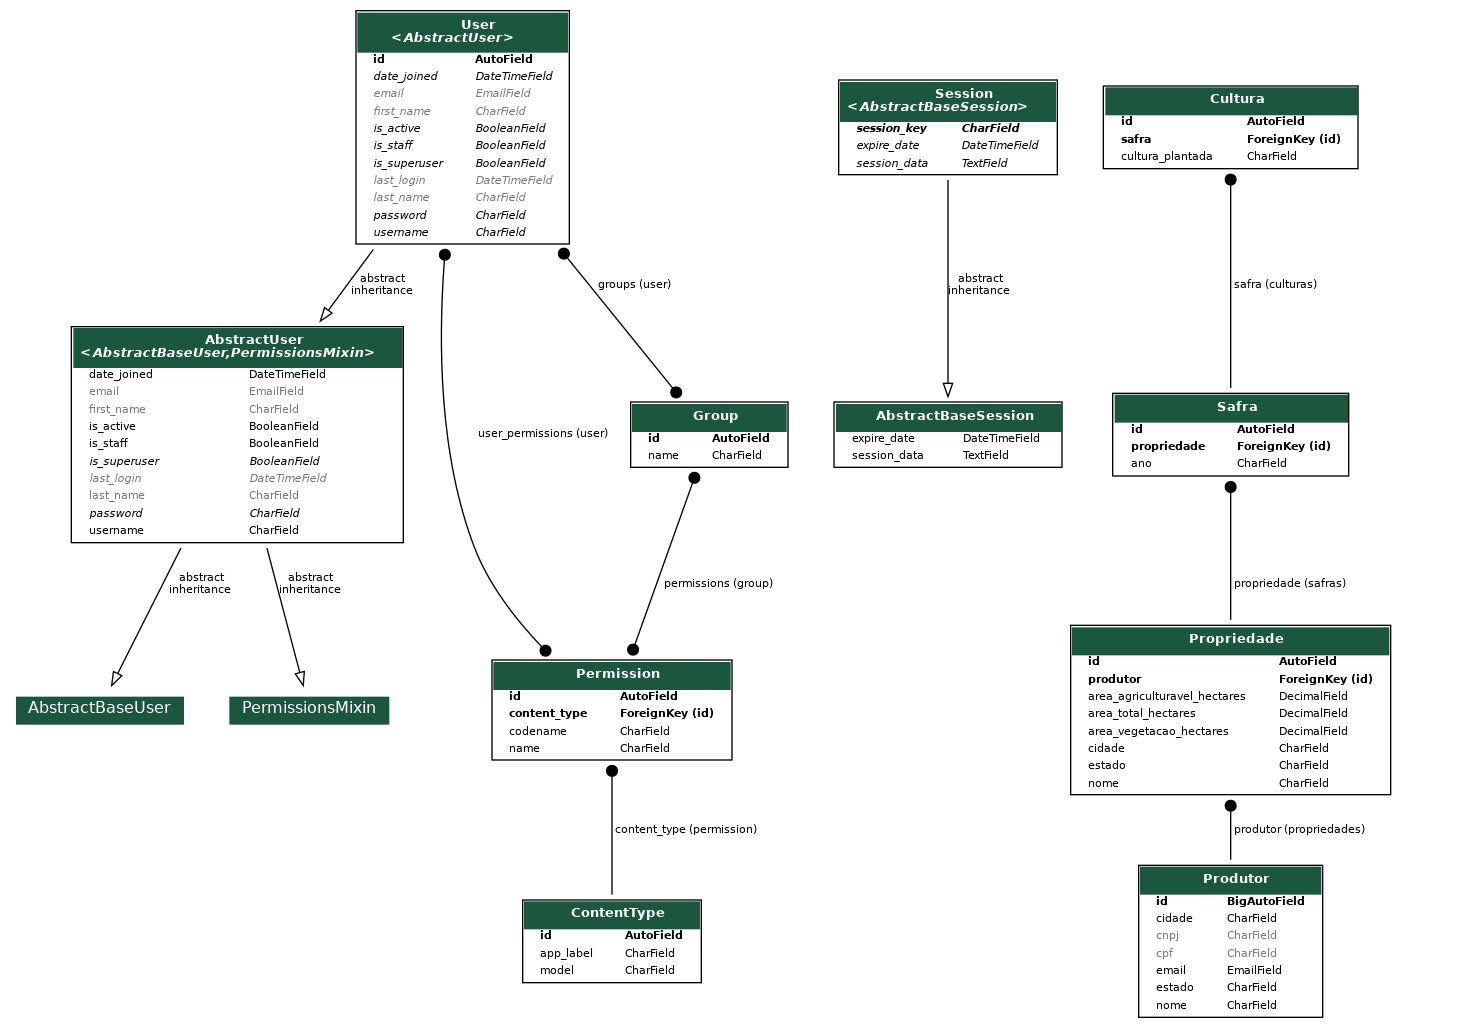 User
<AbstractUser>
id AutoField
date_joined DateTimeField
email EmailField
first_name CharField
is_active BooleanField
is_staff BooleanField
is_superuser BooleanField
last_login DateTimeField
last_name CharField
password CharField
username CharField
Session
<AbstractBaseSession>
session_key CharField
expire_date DateTimeField
session_data TextField
Cultura
id AutoField
safra ForeignKey (id)
cultura_plantada CharField
abstract
inheritance
groups (user)
abstract
inheritance
safra (culturas)
AbstractUser
<AbstractBaseUser,PermissionsMixin>
date_joined DateTimeField
email EmailField
first_name CharField
is_active BooleanField
is_staff BooleanField
is_superuser BooleanField
last_login DateTimeField
last_name CharField
password CharField
username CharField
user_permissions (user)
Group
id AutoField
name CharField
AbstractBaseSession
expire_date DateTimeField
session_data TextField
Safra
id AutoField
propriedade ForeignKey (id)
ano CharField
abstract
inheritance
abstract
inheritance
permissions (group)
propriedade (safras)
AbstractBaseUser
PermissionsMixin
Permission
id AutoField
content_type ForeignKey (id)
codename CharField
name CharField
Propriedade
id AutoField
produtor ForeignKey (id)
area_agriculturavel_hectares DecimalField
area_total_hectares DecimalField
area_vegetacao_hectares DecimalField
cidade CharField
estado CharField
nome CharField
content_type (permission)
produtor (propriedades)
ContentType
id AutoField
app_label CharField
model CharField
Produtor
id BigAutoField
cidade CharField
cnpj CharField
cpf CharField
email EmailField
estado CharField
nome CharField